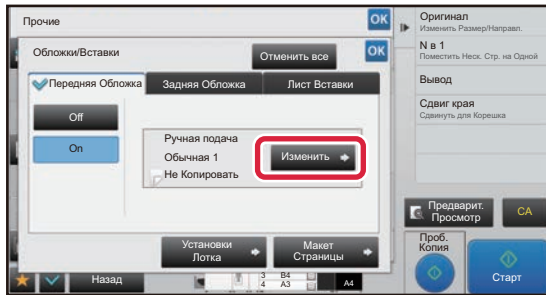 Прочие
OK
Обложки/Вставки
Отменить все
OK
Передняя Обложка
Задняя Обложка
Лист Вставки
Off
On
Ручная подача
Обычная 1
Не Копировать
Изменить
Установки
Лотка
Макет
Страницы
Назад
3 B4
4 A3
A4
Оригинал
Изменить Размер/Направл.
N в 1
Поместить Неск. Стр. на Одной
Вывод
Сдвиг края
Сдвинуть для Корешка
Предварит.
Просмотр
CA
Проб.
Копия
Старт